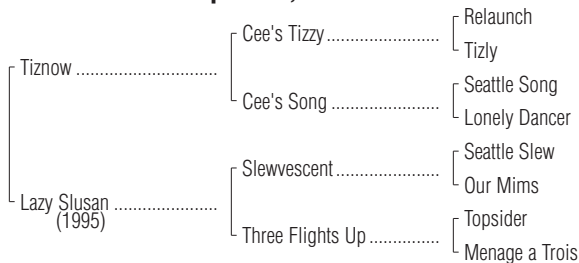 Relaunch
Cee's Tizzy
Tizly
Tiznow
Seattle Song
Cee's Song
Lonely Dancer
Seattle Slew
Slewvescent
Our Mims
Lazy Slusan
(1995)
Topsider
Three Flights Up
Menage a Trois